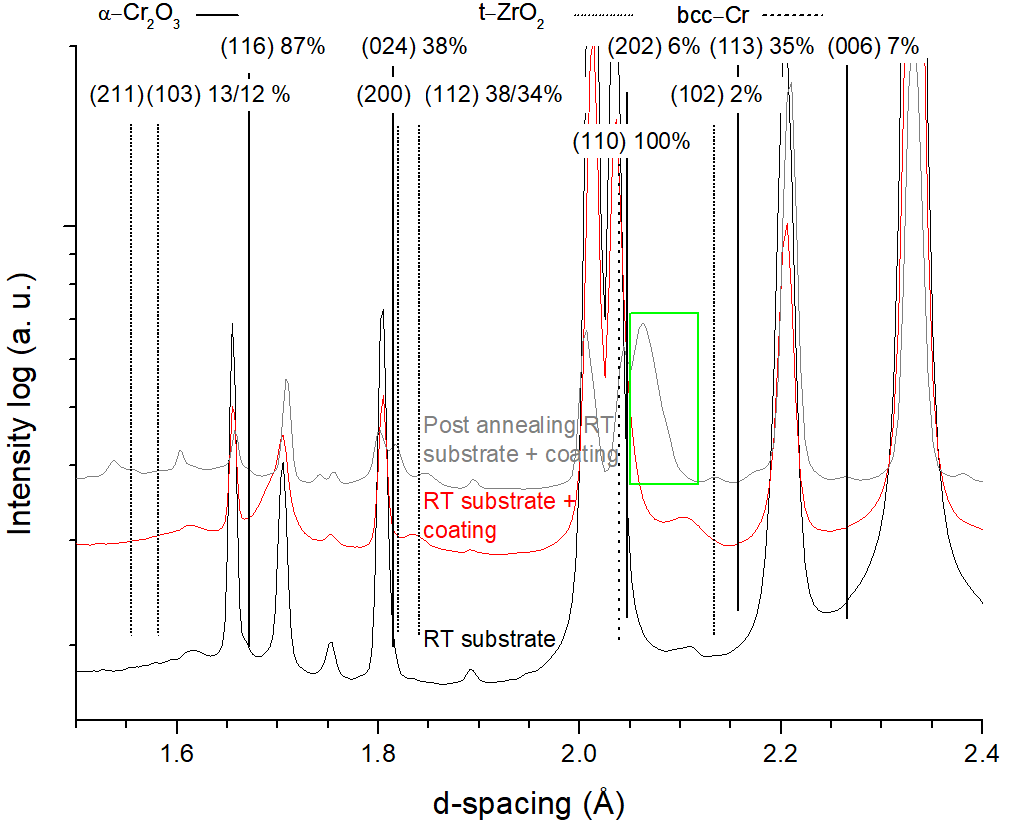 α–Cr₂O₃ t–ZrO₂ bcc–Cr
(116) 87% (024) 38% (202) 6% (113) 35% (006) 7%
(211) (103) 13/12 % (200) (112) 38/34% (102) 2%
(110) 100%
Post annealing RT
substrate + coating
RT substrate +
coating
RT substrate
Intensity log (a. u.)
1.6 1.8 2.0 2.2 2.4
d-spacing (Å)